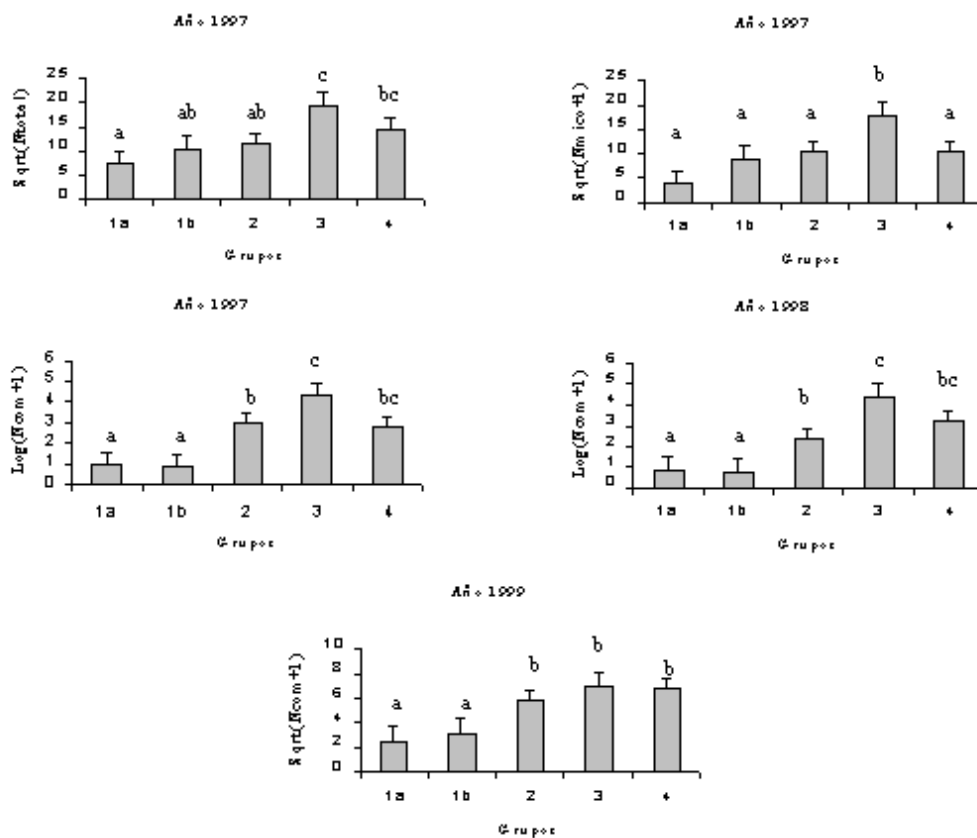 Año 1997
Sqrt(Ntotal)
25
20
15
10
5
0
a
ab
ab
c
bc
1a 1b 2 3 4
Grupos
Año 1997
Sqrt(Nmico+1)
25
20
15
10
5
0
a
a
a
b
a
1a 1b 2 3 4
Grupos
Año 1997
Log(Ncom+1)
6
5
4
3
2
1
0
a
a
b
c
bc
1a 1b 2 3 4
Grupos
Año 1998
Log(Ncom+1)
6
5
4
3
2
1
0
a
a
b
c
bc
1a 1b 2 3 4
Grupos
Año 1999
Sqrt(Ncom+1)
10
8
6
4
2
0
a
a
b
b
b
1a 1b 2 3 4
Grupos